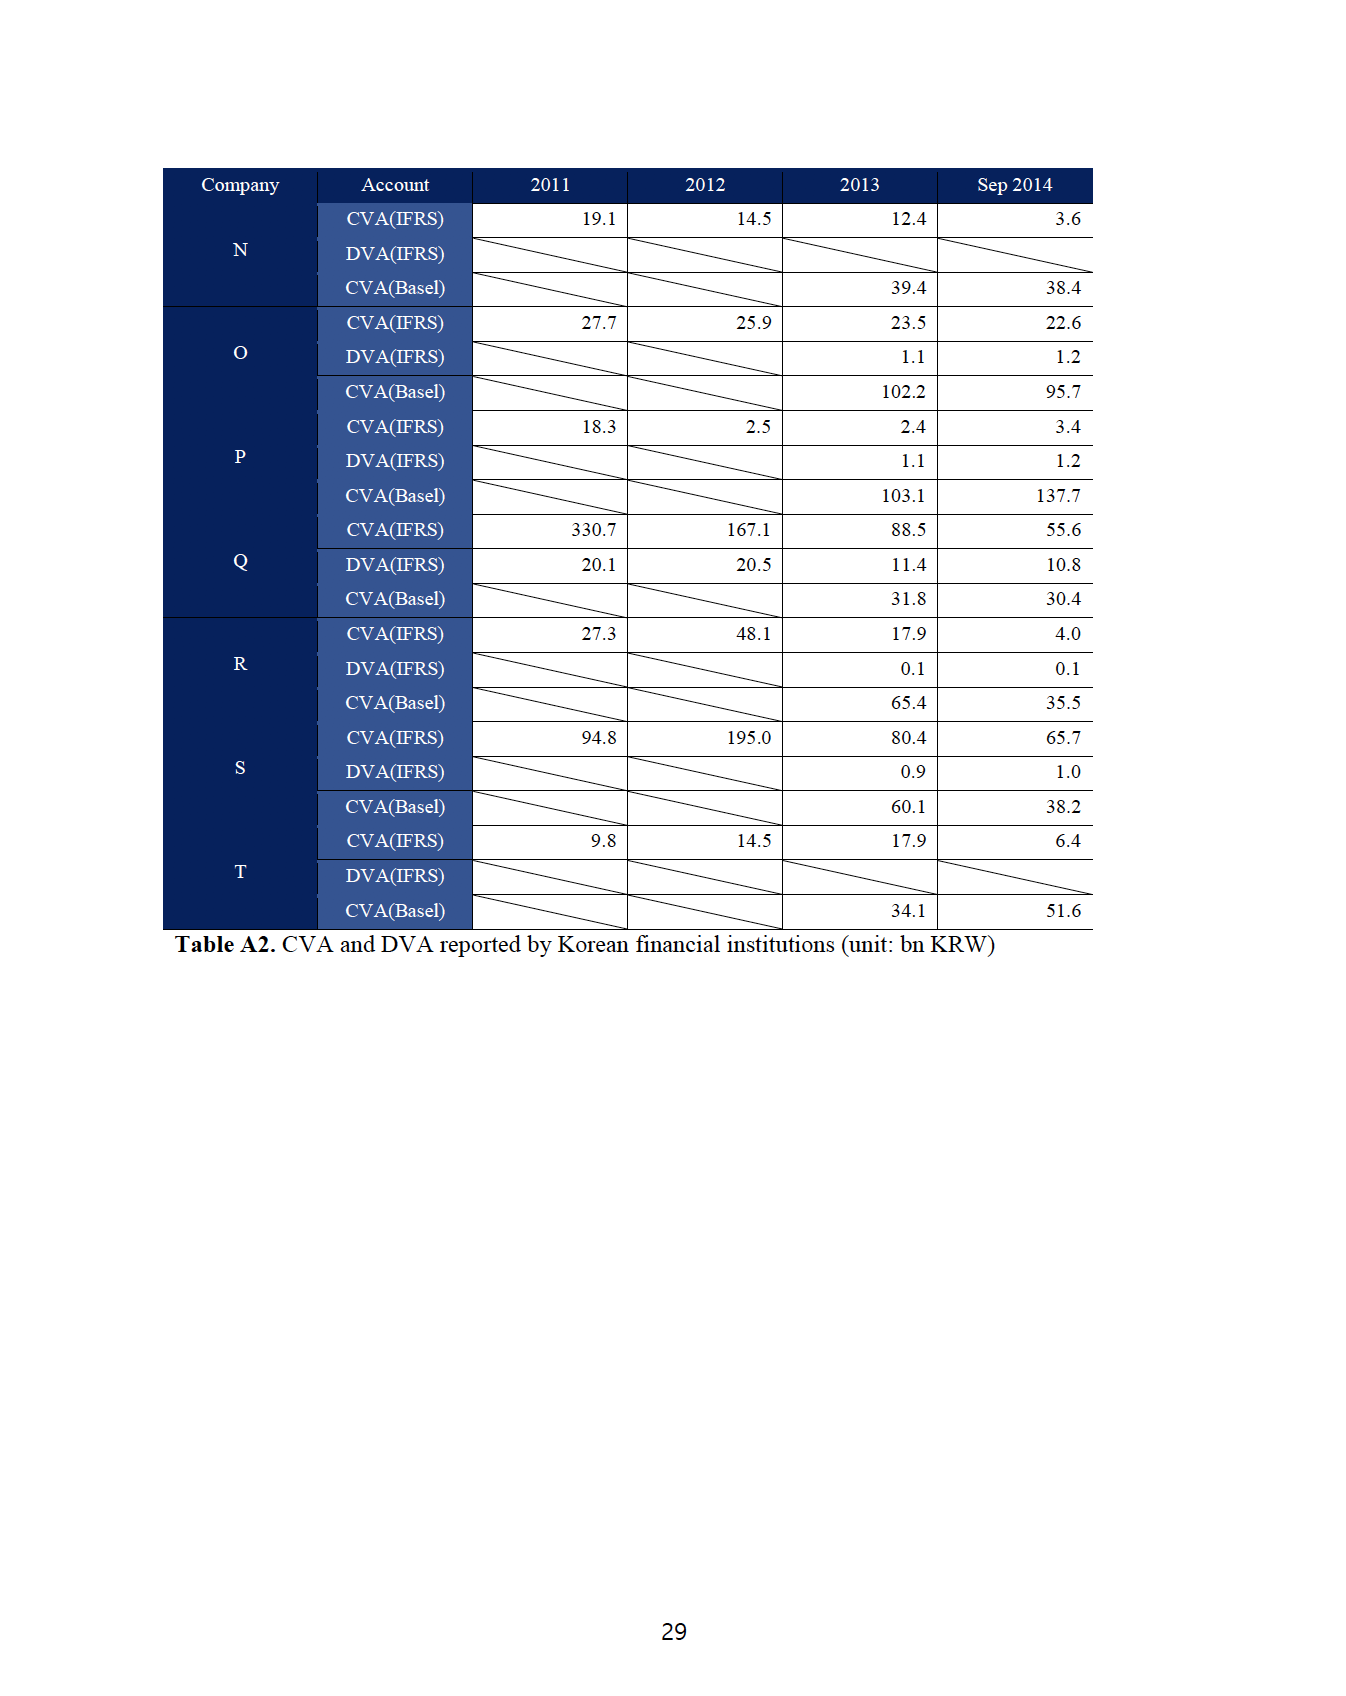 Company Account 2011 2012 2013 Sep 2014
CVA(IFRS) 19.1 14.5 12.4 3.6
N DVA(IFRS)
CVA(Basel) 39.4 38.4
CVA(IFRS) 27.7 25.9 23.5 22.6
O DVA(IFRS) 1.1 1.2
CVA(Basel) 102.2 95.7
CVA(IFRS) 18.3 2.5 2.4 3.4
P DVA(IFRS) 1.1 1.2
CVA(Basel) 103.1 137.7
CVA(IFRS) 330.7 167.1 88.5 55.6
Q DVA(IFRS) 20.1 20.5 11.4 10.8
CVA(Basel) 31.8 30.4
CVA(IFRS) 27.3 48.1 17.9 4.0
R DVA(IFRS) 0.1 0.1
CVA(Basel) 65.4 35.5
CVA(IFRS) 94.8 195.0 80.4 65.7
S DVA(IFRS) 0.9 1.0
CVA(Basel) 60.1 38.2
CVA(IFRS) 9.8 14.5 17.9 6.4
T DVA(IFRS)
CVA(Basel) 34.1 51.6
Table A2. CVA and DVA reported by Korean financial institutions (unit: bn KRW)
29